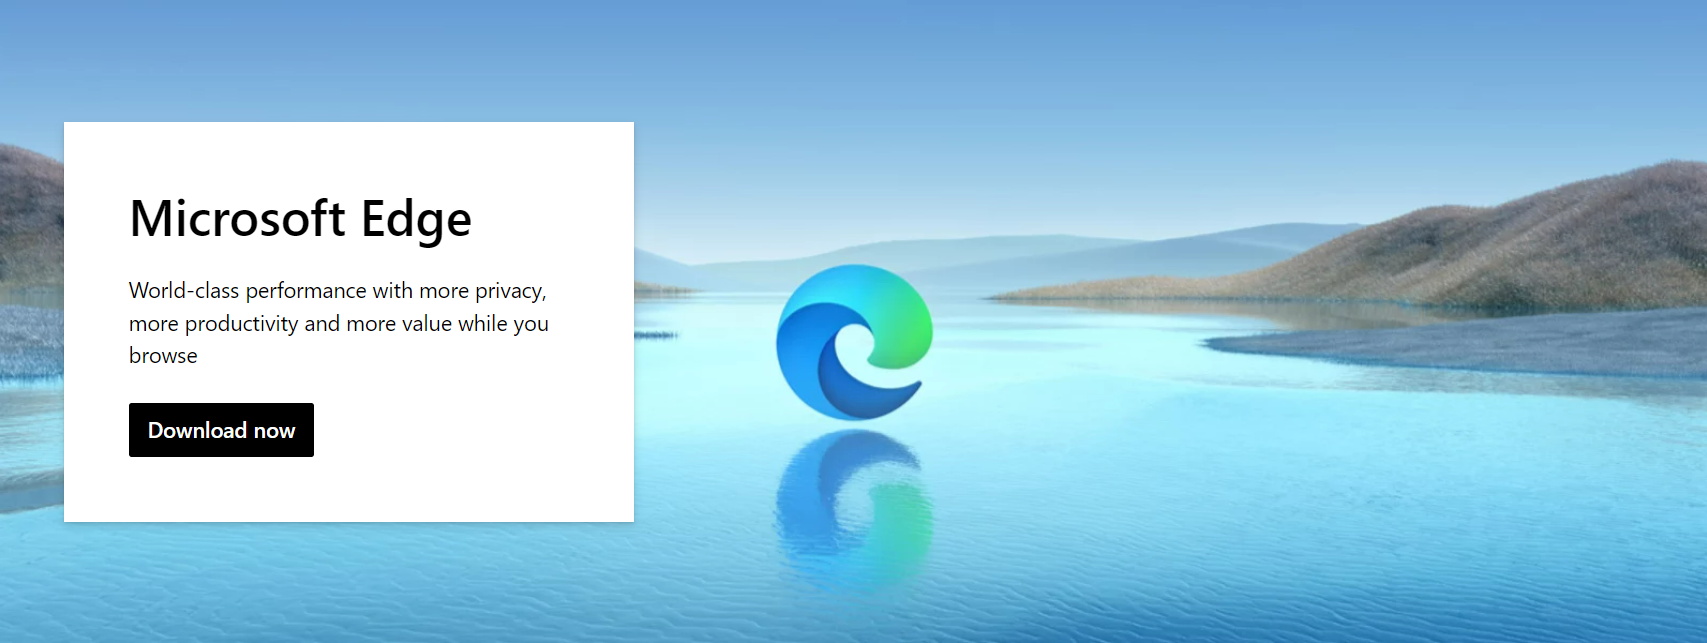 Microsoft Edge
World-class performance with more privacy,
more productivity and more value while you
browse
Download now